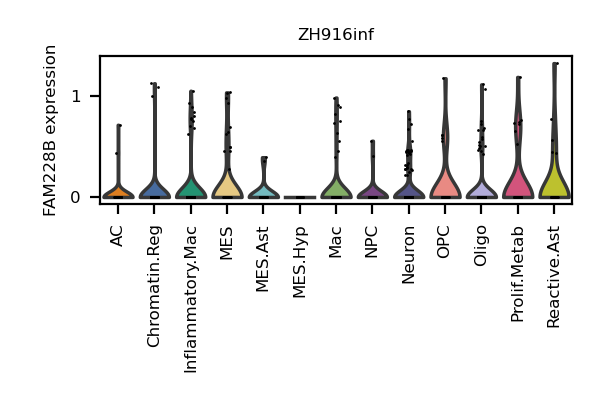 ZH916inf
FAM228B expression
1
0
AC
Chromatin.Reg
Inflammatory.Mac
MES
MES.Ast
MES.Hyp
Mac
NPC
Neuron
OPC
Oligo
Prolif.Metab
Reactive.Ast